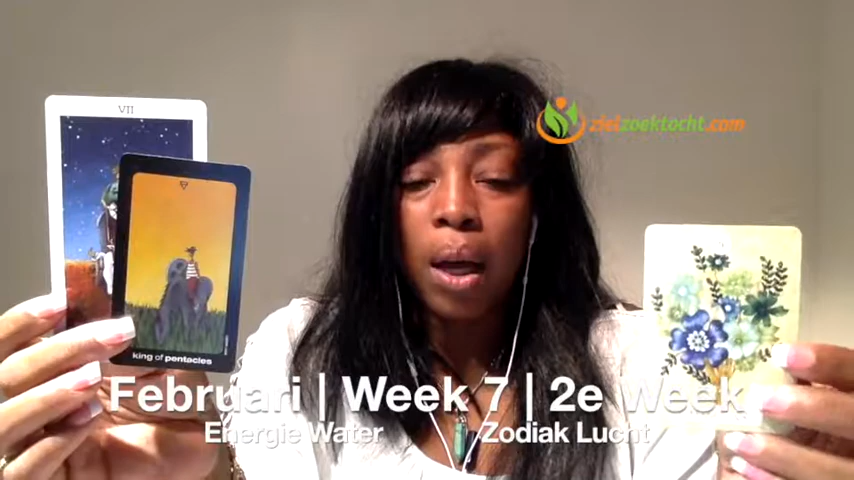 VII
king of pentacles
zielzoektocht.com
Februari | Week 7 | 2e Week
Energie Water
Zodiak Lucht